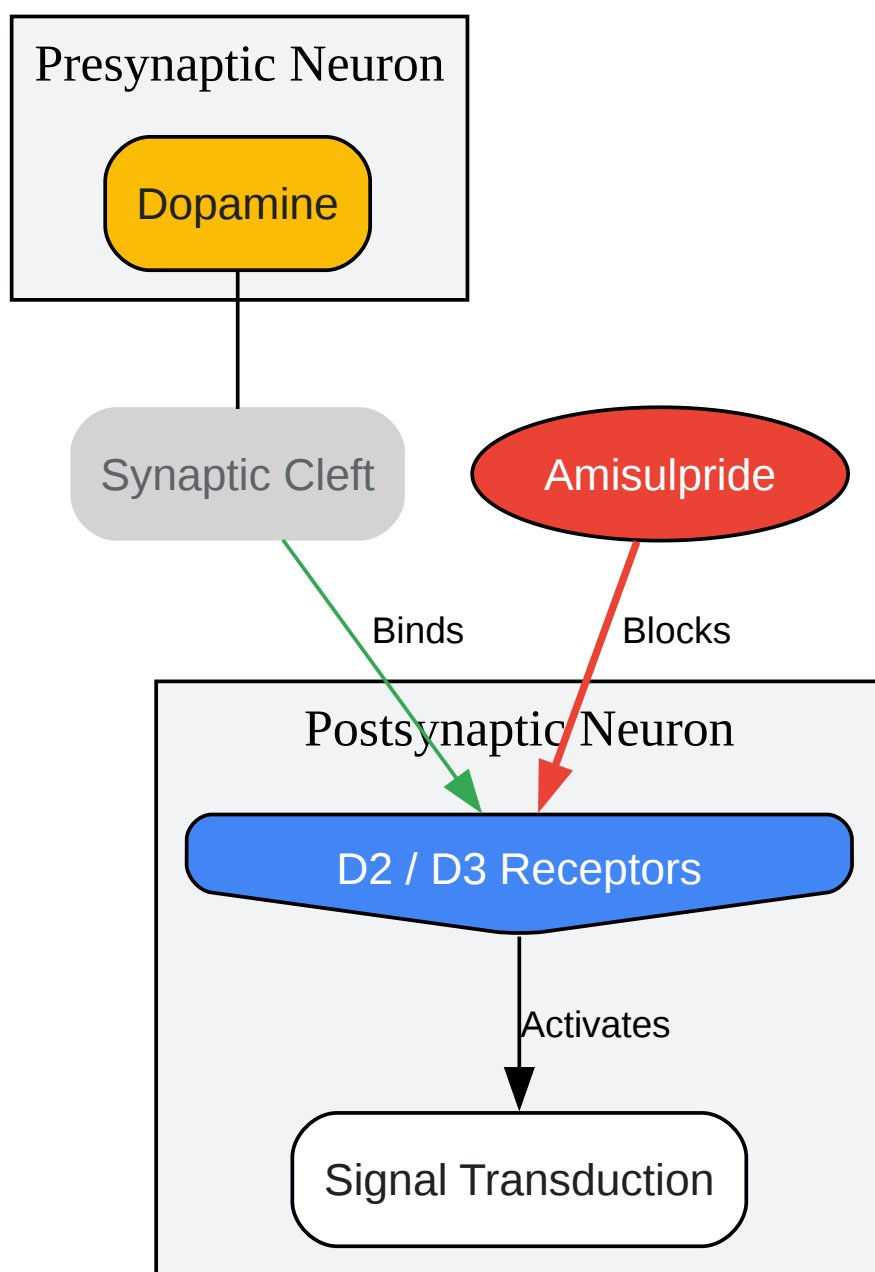 Presynaptic Neuron
Dopamine
Synaptic Cleft
Amisulpride
Binds
Blocks
Postsynaptic Neuron
D2 / D3 Receptors
Activates
Signal Transduction